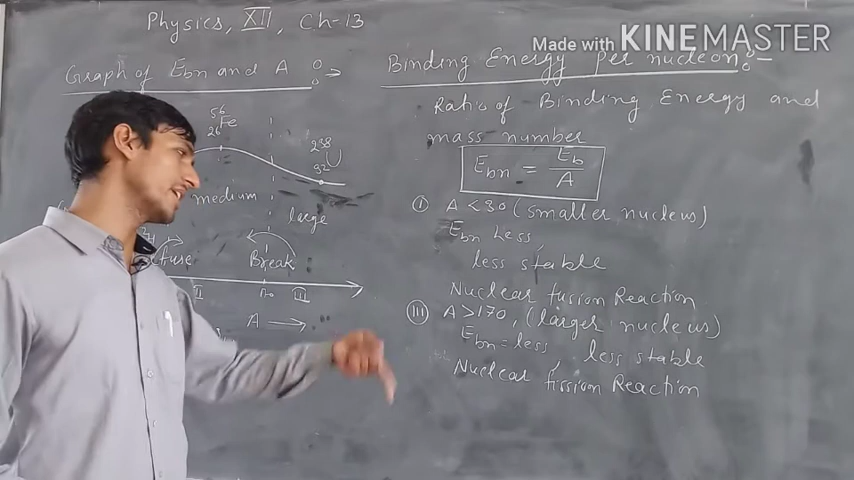 Physics, XII, Ch-13
Made with KINEMASTER
Graph of Ebn and A :→
Binding Energy per nucleon:-
Ratio of Binding Energy and
mass number
Ebn = Eb/A
56 26 Fe
238 92 U
medium
large
fuse
Break
II
III
A →
(I) A < 30 (smaller nucleus)
Ebn Less,
less stable
Nuclear fusion Reaction
(III) A > 170, (larger nucleus)
Ebn = less, less stable
Nuclear fission Reaction